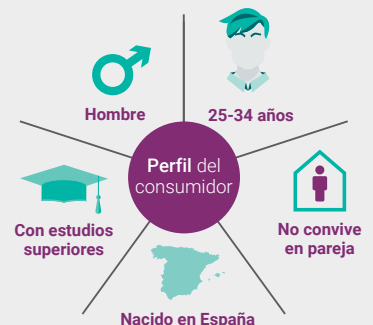 Hombre
25-34 años
Perfil del
consumidor
Con estudios
superiores
No convive
en pareja
Nacido en España